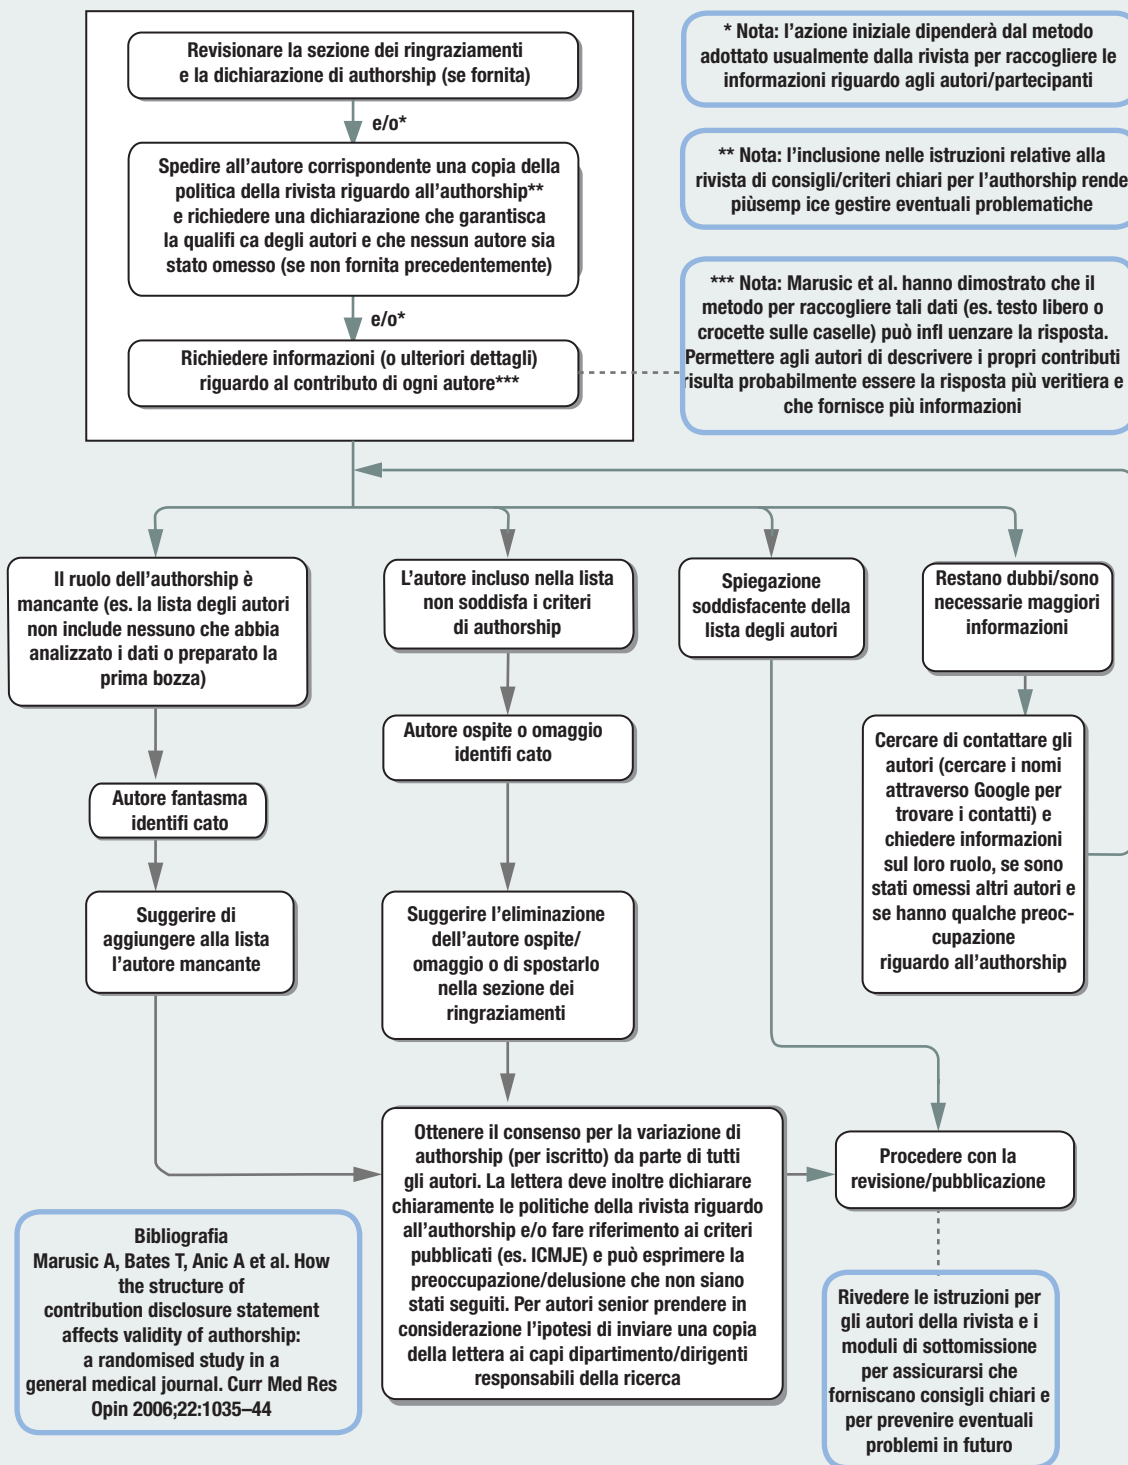 Revisionare la sezione dei ringraziamenti
e la dichiarazione di authorship (se fornita)
e/o*
Spedire all'autore corrispondente una copia della
politica della rivista riguardo all'authorship**
e richiedere una dichiarazione che garantisca
la qualifi ca degli autori e che nessun autore sia
stato omesso (se non fornita precedentemente)
e/o*
Richiedere informazioni (o ulteriori dettagli)
riguardo al contributo di ogni autore***
* Nota: l'azione iniziale dipenderà dal metodo
adottato usualmente dalla rivista per raccogliere le
informazioni riguardo agli autori/partecipanti
** Nota: l'inclusione nelle istruzioni relative alla
rivista di consigli/criteri chiari per l'authorship rende
piùsemp ice gestire eventuali problematiche
*** Nota: Marusic et al. hanno dimostrato che il
metodo per raccogliere tali dati (es. testo libero o
crocette sulle caselle) può infl uenzare la risposta.
Permettere agli autori di descrivere i propri contributi
risulta probabilmente essere la risposta più veritiera e
che fornisce più informazioni
Il ruolo dell'authorship è
mancante (es. la lista degli autori
non include nessuno che abbia
analizzato i dati o preparato la
prima bozza)
Autore fantasma
identifi cato
Suggerire di
aggiungere alla lista
l'autore mancante
L'autore incluso nella lista
non soddisfa i criteri
di authorship
Autore ospite o omaggio
identifi cato
Suggerire l'eliminazione
dell'autore ospite/
omaggio o di spostarlo
nella sezione dei
ringraziamenti
Spiegazione
soddisfacente della
lista degli autori
Restano dubbi/sono
necessarie maggiori
informazioni
Cercare di contattare gli
autori (cercare i nomi
attraverso Google per
trovare i contatti) e
chiedere informazioni
sul loro ruolo, se sono
stati omessi altri autori e
se hanno qualche preoc-
cupazione
riguardo all'authorship
Ottenere il consenso per la variazione di
authorship (per iscritto) da parte di tutti
gli autori. La lettera deve inoltre dichiarare
chiaramente le politiche della rivista riguardo
all'authorship e/o fare riferimento ai criteri
pubblicati (es. ICMJE) e può esprimere la
preoccupazione/delusione che non siano
stati seguiti. Per autori senior prendere in
considerazione l'ipotesi di inviare una copia
della lettera ai capi dipartimento/dirigenti
responsabili della ricerca
Procedere con la
revisione/pubblicazione
Rivedere le istruzioni per
gli autori della rivista e i
moduli di sottomissione
per assicurarsi che
forniscano consigli chiari e
per prevenire eventuali
problemi in futuro
Bibliografia
Marusic A, Bates T, Anic A et al. How
the structure of
contribution disclosure statement
affects validity of authorship:
a randomised study in a
general medical journal. Curr Med Res
Opin 2006;22:1035–44